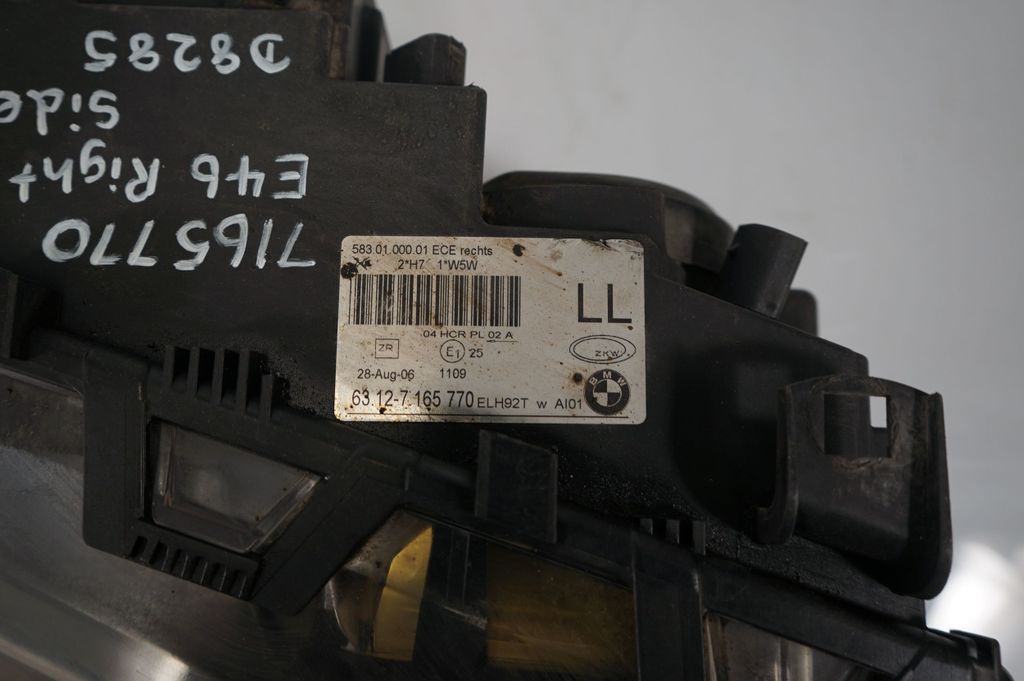 7165770
E46 Right
Side
D8285
583 01.000.01 ECE rechts
2*H7 1*W5W
LL
04 HCR PL 02 A
ZR E1 25
ZKW
28-Aug-06 1109
BMW
63.12-7 165 770 ELH92T w AI01